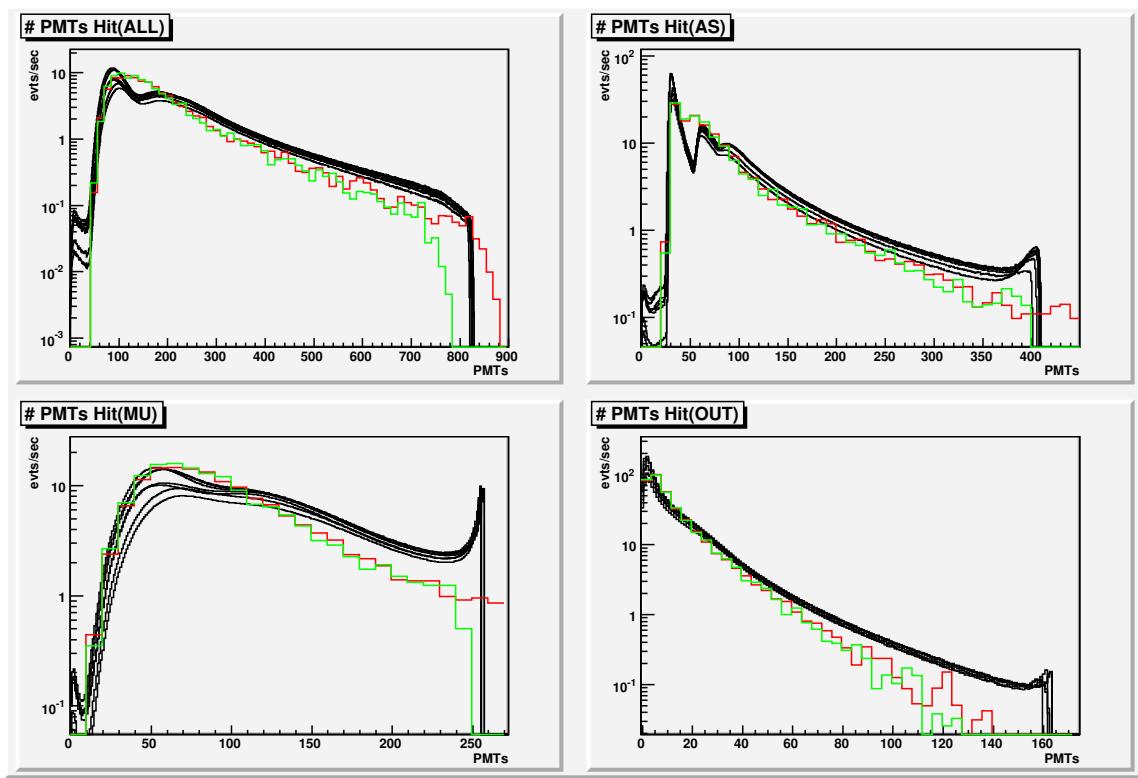 # PMTs Hit(ALL)
evts/sec
10
1
10^-1
10^-2
10^-3
0 100 200 300 400 500 600 700 800 900
PMTs
# PMTs Hit(AS)
evts/sec
10^2
10
1
10^-1
0 50 100 150 200 250 300 350 400
PMTs
# PMTs Hit(MU)
evts/sec
10
1
10^-1
0 50 100 150 200 250
PMTs
# PMTs Hit(OUT)
evts/sec
10^2
10
1
10^-1
0 20 40 60 80 100 120 140 160
PMTs